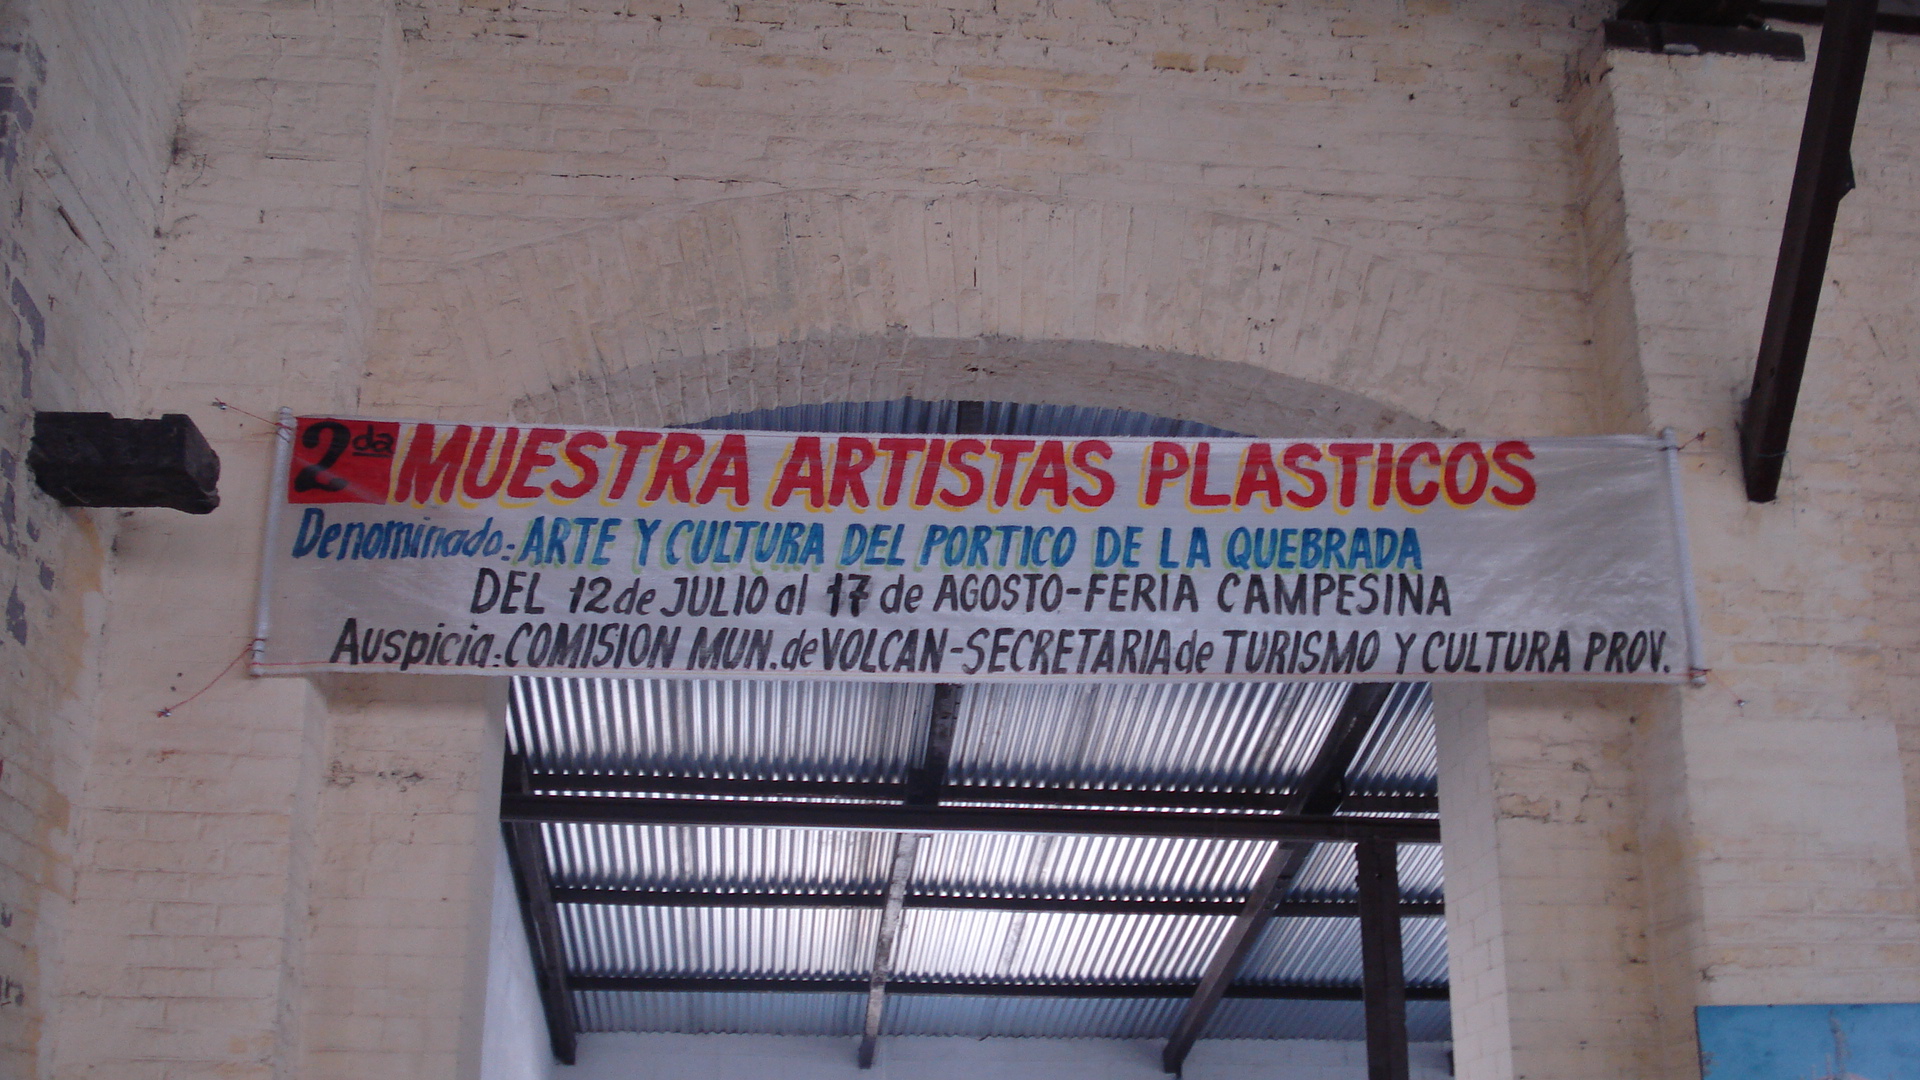 2da MUESTRA ARTISTAS PLASTICOS
Denominado: ARTE Y CULTURA DEL PORTICO DE LA QUEBRADA
DEL 12 de JULIO al 17 de AGOSTO-FERIA CAMPESINA
Auspicia: COMISION MUN. de VOLCAN-SECRETARIA de TURISMO Y CULTURA PROV.